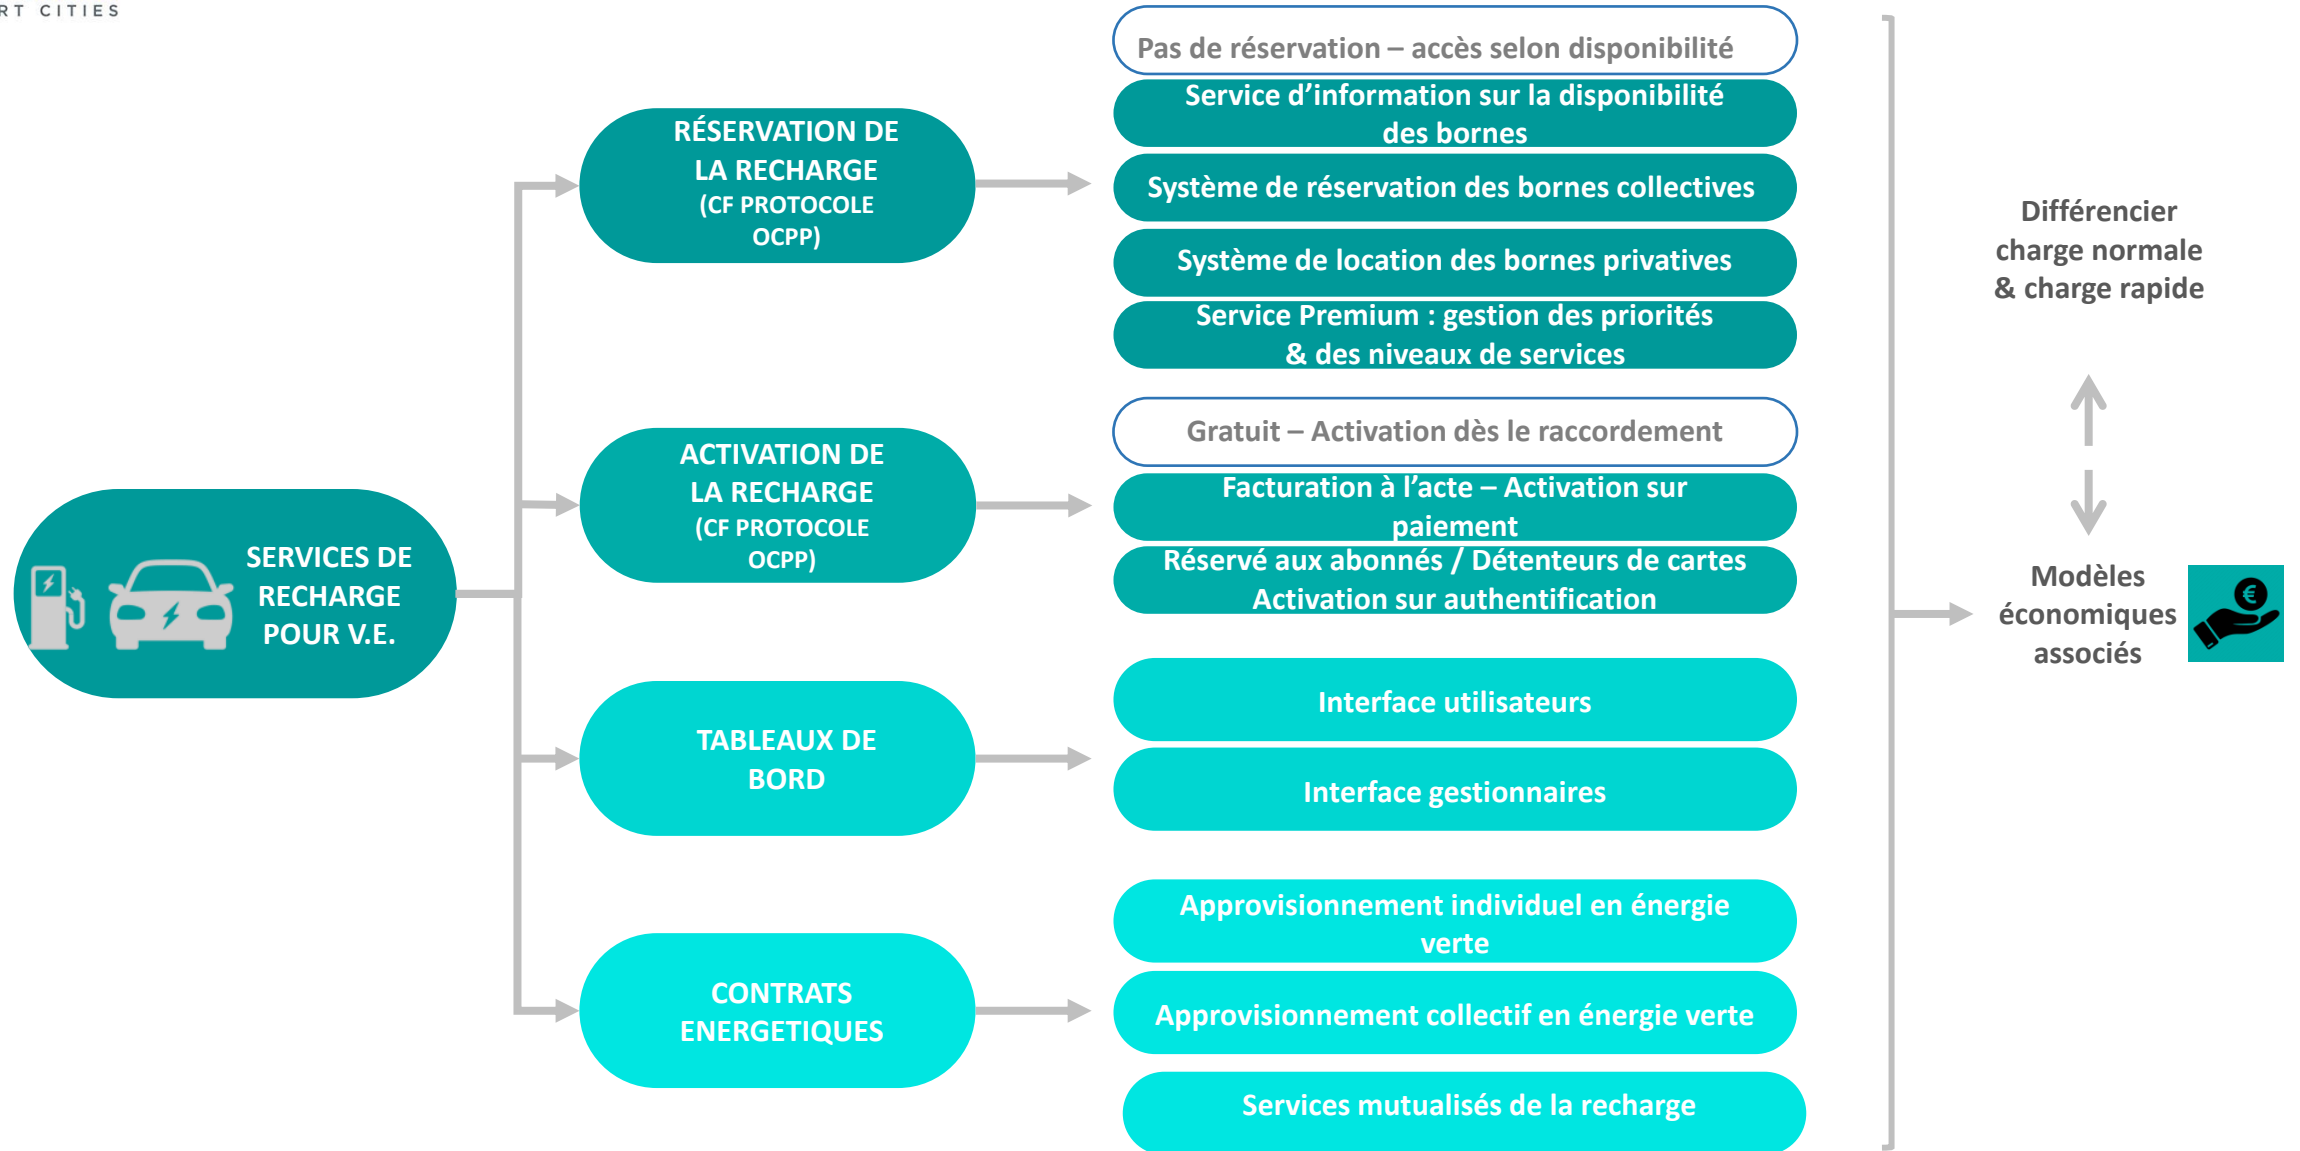 RT CITIES
SERVICES DE
RECHARGE
POUR V.E.
RÉSERVATION DE
LA RECHARGE
(CF PROTOCOLE
OCPP)
Pas de réservation – accès selon disponibilité
Service d’information sur la disponibilité
des bornes
Système de réservation des bornes collectives
Système de location des bornes privatives
Service Premium : gestion des priorités
& des niveaux de services
ACTIVATION DE
LA RECHARGE
(CF PROTOCOLE
OCPP)
Gratuit – Activation dès le raccordement
Facturation à l’acte – Activation sur
paiement
Réservé aux abonnés / Détenteurs de cartes
Activation sur authentification
TABLEAUX DE
BORD
Interface utilisateurs
Interface gestionnaires
CONTRATS
ENERGETIQUES
Approvisionnement individuel en énergie
verte
Approvisionnement collectif en énergie verte
Services mutualisés de la recharge
Différencier
charge normale
& charge rapide
Modèles
économiques
associés
€